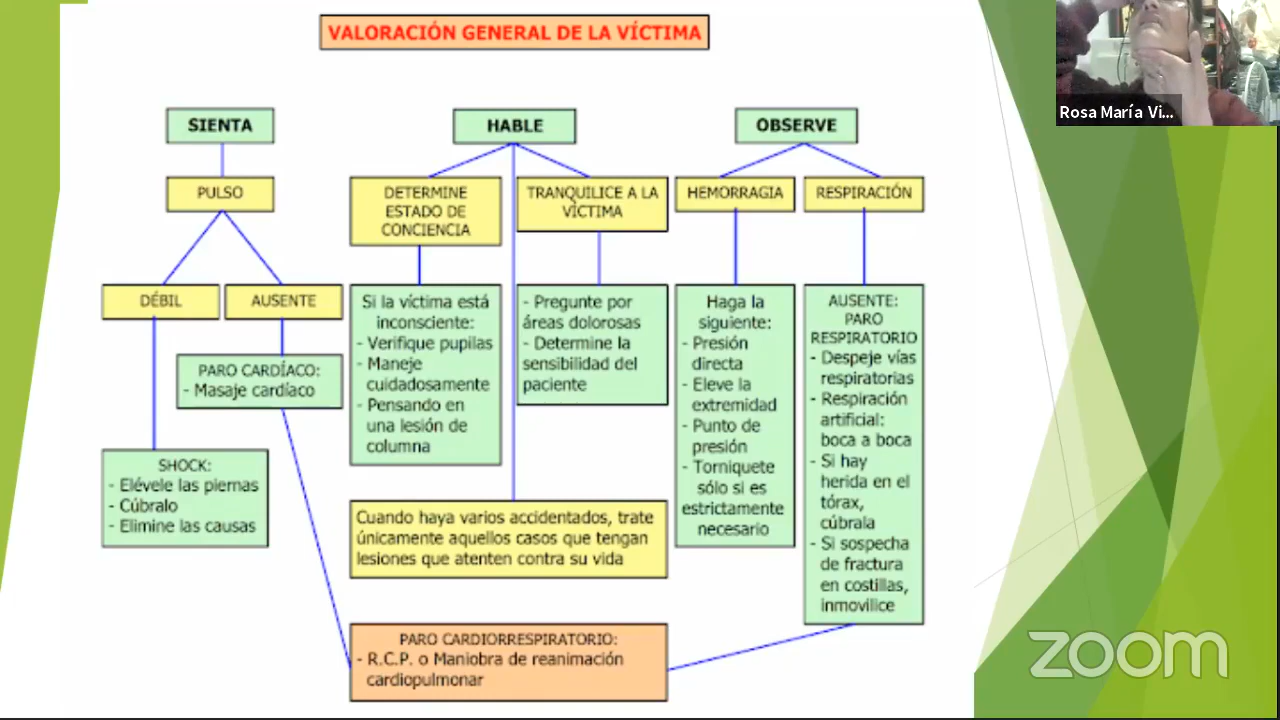 VALORACIÓN GENERAL DE LA VÍCTIMA
Rosa María Vi...
SIENTA
HABLE
OBSERVE
PULSO
DETERMINE
ESTADO DE
CONCIENCIA
TRANQUILICE A LA
VÍCTIMA
HEMORRAGIA
RESPIRACIÓN
DÉBIL
AUSENTE
PARO CARDÍACO:
- Masaje cardíaco
SHOCK:
- Elévele las piernas
- Cúbralo
- Elimine las causas
Si la víctima está
inconsciente:
- Verifique pupilas
- Maneje
cuidadosamente
- Pensando en
una lesión de
columna
- Pregunte por
áreas dolorosas
- Determine la
sensibilidad del
paciente
Haga la
siguiente:
- Presión
directa
- Eleve la
extremidad
- Punto de
presión
- Torniquete
sólo si es
estrictamente
necesario
AUSENTE:
PARO
RESPIRATORIO
- Despeje vías
respiratorias
- Respiración
artificial:
boca a boca
- Si hay
herida en el
tórax,
cúbrala
- Si sospecha
de fractura
en costillas,
inmovilice
Cuando haya varios accidentados, trate
únicamente aquellos casos que tengan
lesiones que atenten contra su vida
PARO CARDIORRESPIRATORIO:
- R.C.P. o Maniobra de reanimación
cardiopulmonar
zoom